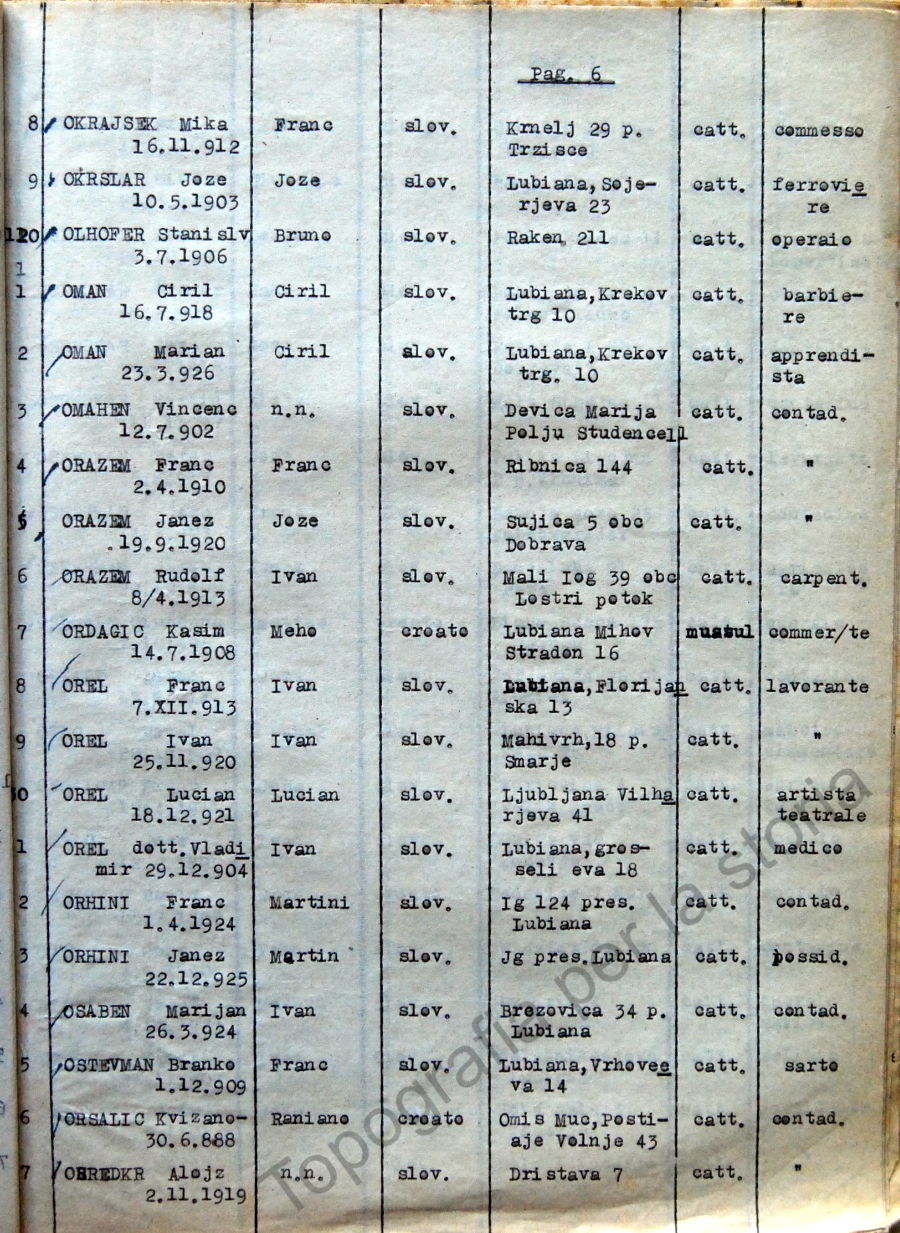 Pag. 6
8 OKRAJSEK Mika Franc slov. Krmelj 29 p. catt. commesso
16.11.912 Trzisce
9 OKRSLAR Joze Joze slov. Lubiana,Soje- catt. ferrovie
10.5.1903 rjeva 23 re
120 OLHOFER Stanislv Bruno slov. Raken 211 catt. operaio
3.7.1906
1
1 OMAN Ciril Ciril slov. Lubiana,Krekov catt. barbie-
16.7.918 trg 10 re
2 OMAN Marian Ciril slov. Lubiana,Krekov catt. apprendi-
23.3.926 trg. 10 sta
3 OMAHEN Vincenc n.n. slov. Devica Marija catt. contad.
12.7.902 Polju Studencell
4 ORAZEM Franc Franc slov. Ribnica 144 catt. "
2.4.1910
5 ORAZEM Janez Joze slov. Sujica 5 obc catt. "
.19.9.1920 Dobrava
6 ORAZEM Rudolf Ivan slov. Mali Iog 39 obc catt. carpent.
8/4.1913 Lostri potok
7 ORDAGIC Kasim Meho croato Lubiana Mihov musul commer/te
14.7.1908 Stradon 16
8 OREL Franc Ivan slov. Lubiana,Florijan catt. lavorante
7.XII.913 ska 13
9 OREL Ivan Ivan slov. Mahivrh,18 p. catt. "
25.11.920 Smarje
30 OREL Lucian Lucian slov. Ljubljana Vilha catt. artista
18.12.921 rjeva 41 teatrale
1 OREL dott.Vladi Ivan slov. Lubiana,gros- catt. medico
mir 29.12.904 seli eva 18
2 ORHINI Franc Martini slov. Ig 124 pres. catt. contad.
1.4.1924 Lubiana
3 ORHINI Janez Martin slov. Jg pres.Lubiana catt. possid.
22.12.925
4 OSABEN Marijan Ivan slov. Brezovica 34 p. catt. contad.
26.3.924 Lubiana
5 OSTEVMAN Branko Franc slov. Lubiana,Vrhovee catt. sarto
1.12.909 va 14
6 ORSALIC Kvizano- Raniano croato Omis Muc,Posti- catt. contad.
30.6.888 aje Volnje 43
7 OBREDKR Alojz n.n. slov. Dristava 7 catt. "
2.11.1919
Topografie per la storia